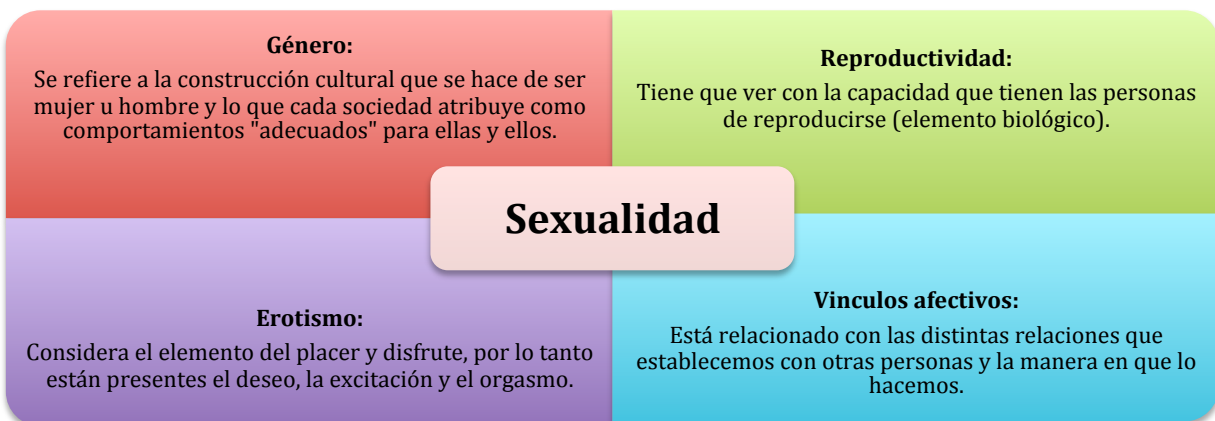 Género:
Se refiere a la construcción cultural que se hace de ser
mujer u hombre y lo que cada sociedad atribuye como
comportamientos "adecuados" para ellas y ellos.
Reproductividad:
Tiene que ver con la capacidad que tienen las personas
de reproducirse (elemento biológico).
Sexualidad
Erotismo:
Considera el elemento del placer y disfrute, por lo tanto
están presentes el deseo, la excitación y el orgasmo.
Vinculos afectivos:
Está relacionado con las distintas relaciones que
establecemos con otras personas y la manera en que lo
hacemos.